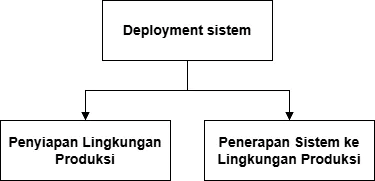 Deployment sistem
Penyiapan Lingkungan
Produksi
Penerapan Sistem ke
Lingkungan Produksi